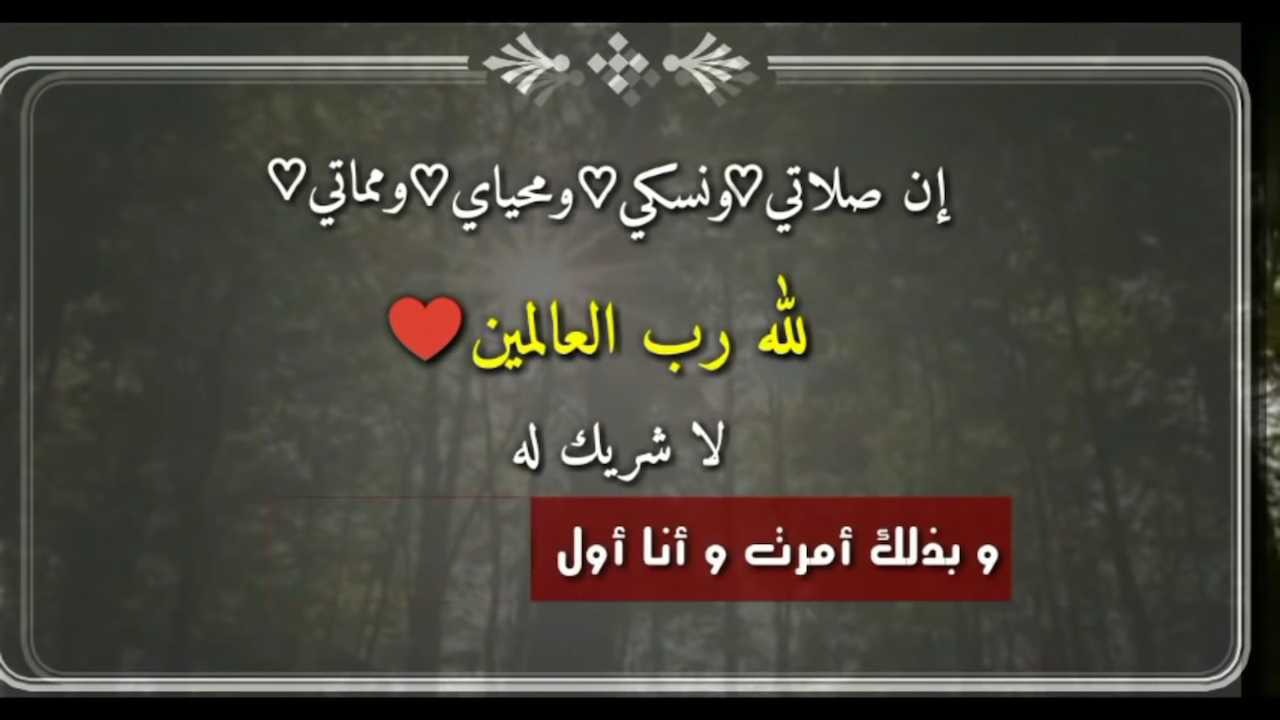 إن صلاتي♡ونسكي♡ومحياي♡ومماتي♡
لله رب العالمين❤
لا شريك له
و بذلك أمرت و أنا أول